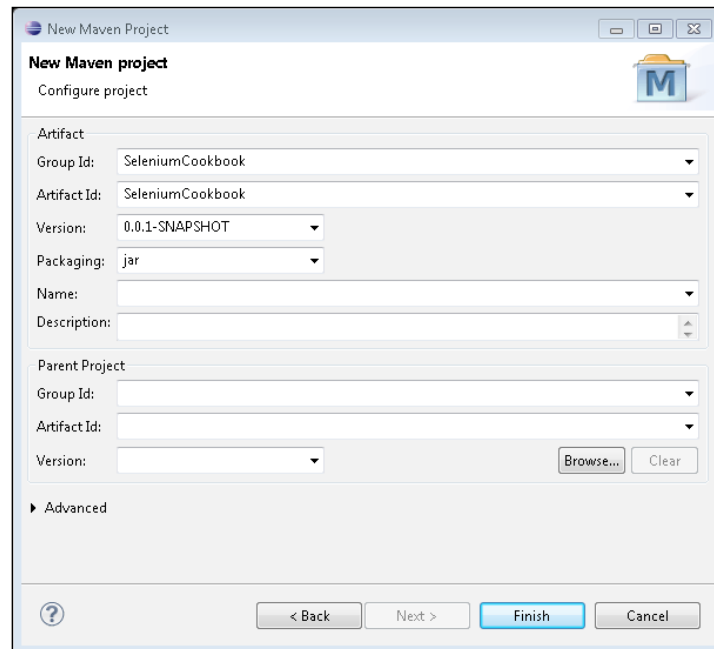 New Maven Project
New Maven project
Configure project
M
Artifact
Group Id: SeleniumCookbook
Artifact Id: SeleniumCookbook
Version: 0.0.1-SNAPSHOT
Packaging: jar
Name:
Description:
Parent Project
Group Id:
Artifact Id:
Version: Browse... Clear
Advanced
? < Back Next > Finish Cancel